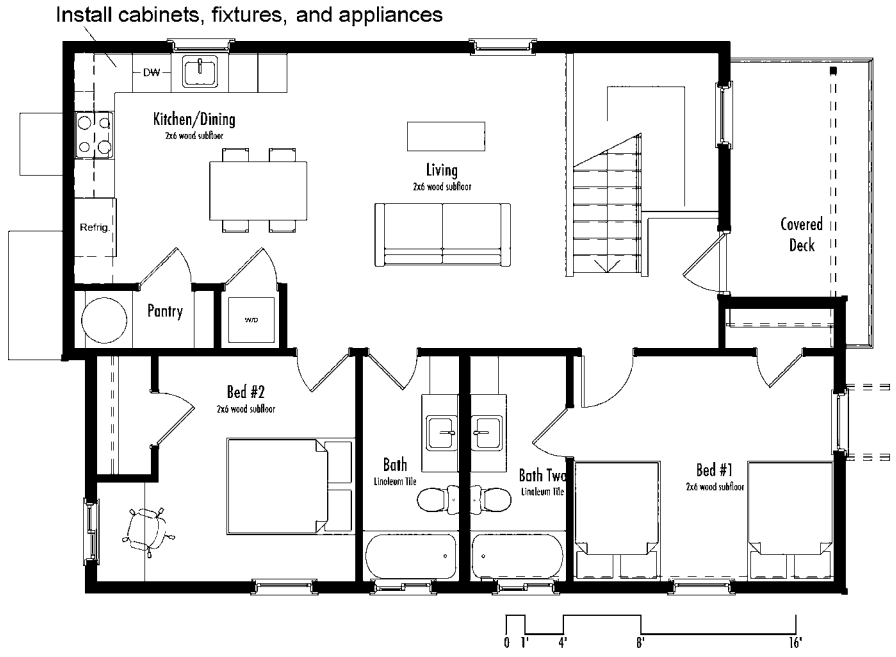 Install cabinets, fixtures, and appliances
DW
Kitchen/Dining
2x6 wood subfloor
Living
2x6 wood subfloor
Refrig.
Covered
Deck
Pantry
W/D
Bed #2
2x6 wood subfloor
Bath
Linoleum Tile
Bath Two
Linoleum Tile
Bed #1
2x6 wood subfloor
0 1' 4' 8' 16'